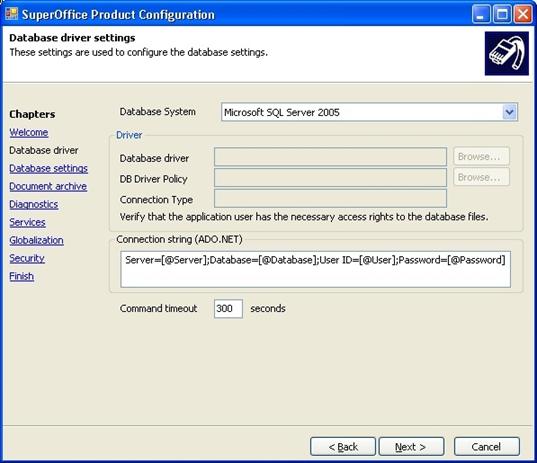 SuperOffice Product Configuration
Database driver settings
These settings are used to configure the database settings.
Chapters
Welcome
Database driver
Database settings
Document archive
Diagnostics
Services
Globalization
Security
Finish
Database System Microsoft SQL Server 2005
Driver
Database driver Browse...
DB Driver Policy Browse...
Connection Type
Verify that the application user has the necessary access rights to the database files.
Connection string (ADO.NET)
Server=[@Server];Database=[@Database];User ID=[@User];Password=[@Password]
Command timeout 300 seconds
< Back Next > Cancel